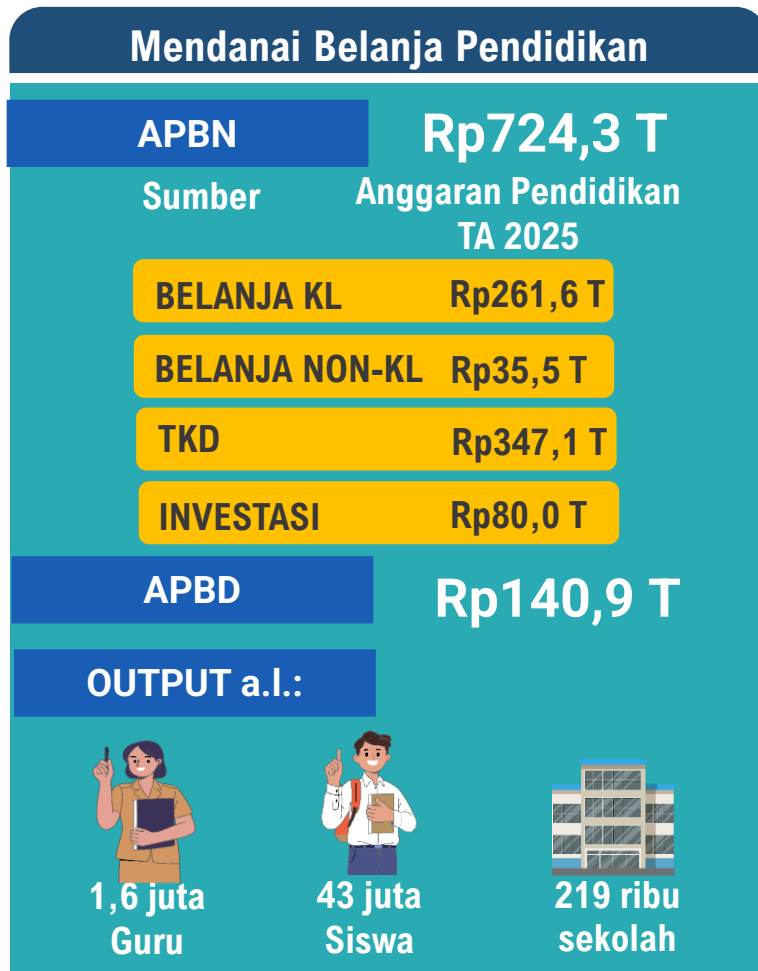 Mendanai Belanja Pendidikan
APBN Rp724,3 T
Sumber Anggaran Pendidikan
TA 2025
BELANJA KL Rp261,6 T
BELANJA NON-KL Rp35,5 T
TKD Rp347,1 T
INVESTASI Rp80,0 T
APBD Rp140,9 T
OUTPUT a.l.:
1,6 juta
Guru
43 juta
Siswa
219 ribu
sekolah